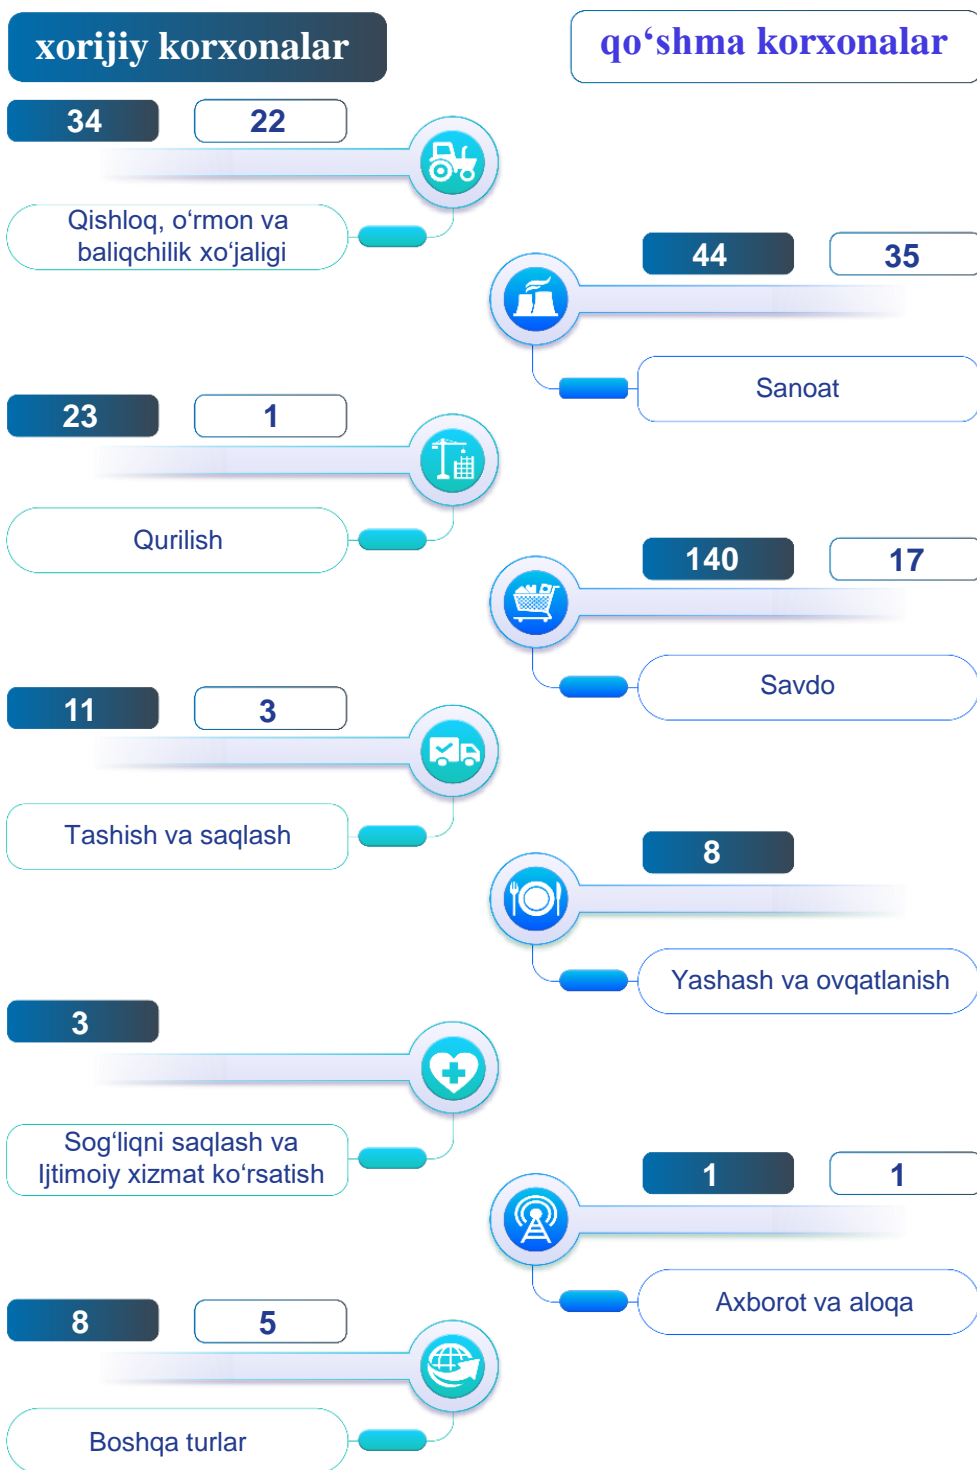 xorijiy korxonalar
qo‘shma korxonalar
34
22
Qishloq, o‘rmon va
baliqchilik xo‘jaligi
44
35
Sanoat
23
1
Qurilish
140
17
Savdo
11
3
Tashish va saqlash
8
Yashash va ovqatlanish
3
Sog‘liqni saqlash va
Ijtimoiy xizmat ko‘rsatish
1
1
Axborot va aloqa
8
5
Boshqa turlar